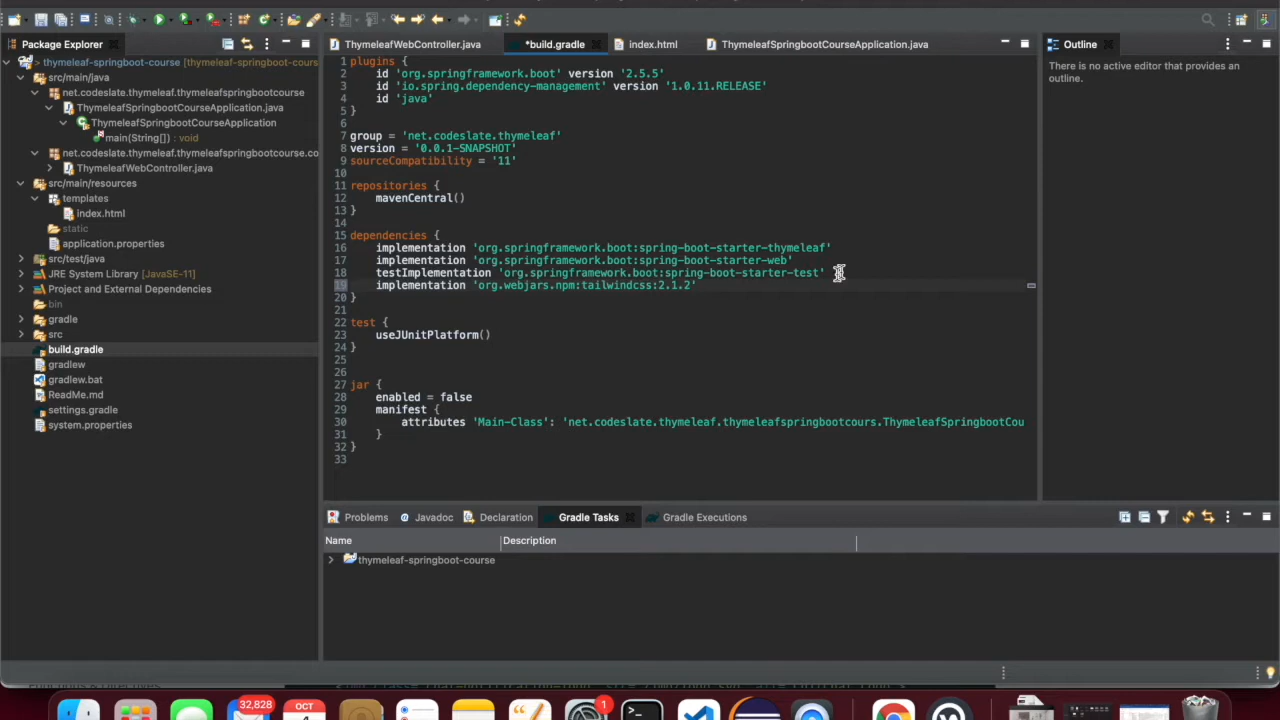 Package Explorer
> thymeleaf-springboot-course [thymeleaf-springboot-cours
src/main/java
net.codeslate.thymeleaf.thymeleafspringbootcourse
ThymeleafSpringbootCourseApplication.java
ThymeleafSpringbootCourseApplication
main(String[]) : void
net.codeslate.thymeleaf.thymeleafspringbootcourse.co
ThymeleafWebController.java
src/main/resources
templates
index.html
static
application.properties
src/test/java
JRE System Library [JavaSE-11]
Project and External Dependencies
bin
gradle
src
build.gradle
gradlew
gradlew.bat
ReadMe.md
settings.gradle
system.properties
ThymeleafWebController.java
*build.gradle
index.html
ThymeleafSpringbootCourseApplication.java
1 plugins {
2 id 'org.springframework.boot' version '2.5.5'
3 id 'io.spring.dependency-management' version '1.0.11.RELEASE'
4 id 'java'
5 }
6
7 group = 'net.codeslate.thymeleaf'
8 version = '0.0.1-SNAPSHOT'
9 sourceCompatibility = '11'
10
11 repositories {
12 mavenCentral()
13 }
14
15 dependencies {
16 implementation 'org.springframework.boot:spring-boot-starter-thymeleaf'
17 implementation 'org.springframework.boot:spring-boot-starter-web'
18 testImplementation 'org.springframework.boot:spring-boot-starter-test'
19 implementation 'org.webjars.npm:tailwindcss:2.1.2'
20 }
21
22 test {
23 useJUnitPlatform()
24 }
25
26
27 jar {
28 enabled = false
29 manifest {
30 attributes 'Main-Class': 'net.codeslate.thymeleaf.thymeleafspringbootcours.ThymeleafSpringbootCou
31 }
32 }
33
Outline
There is no active editor that provides an
outline.
Problems
Javadoc
Declaration
Gradle Tasks
Gradle Executions
Name
Description
thymeleaf-springboot-course
32,828
OCT
1